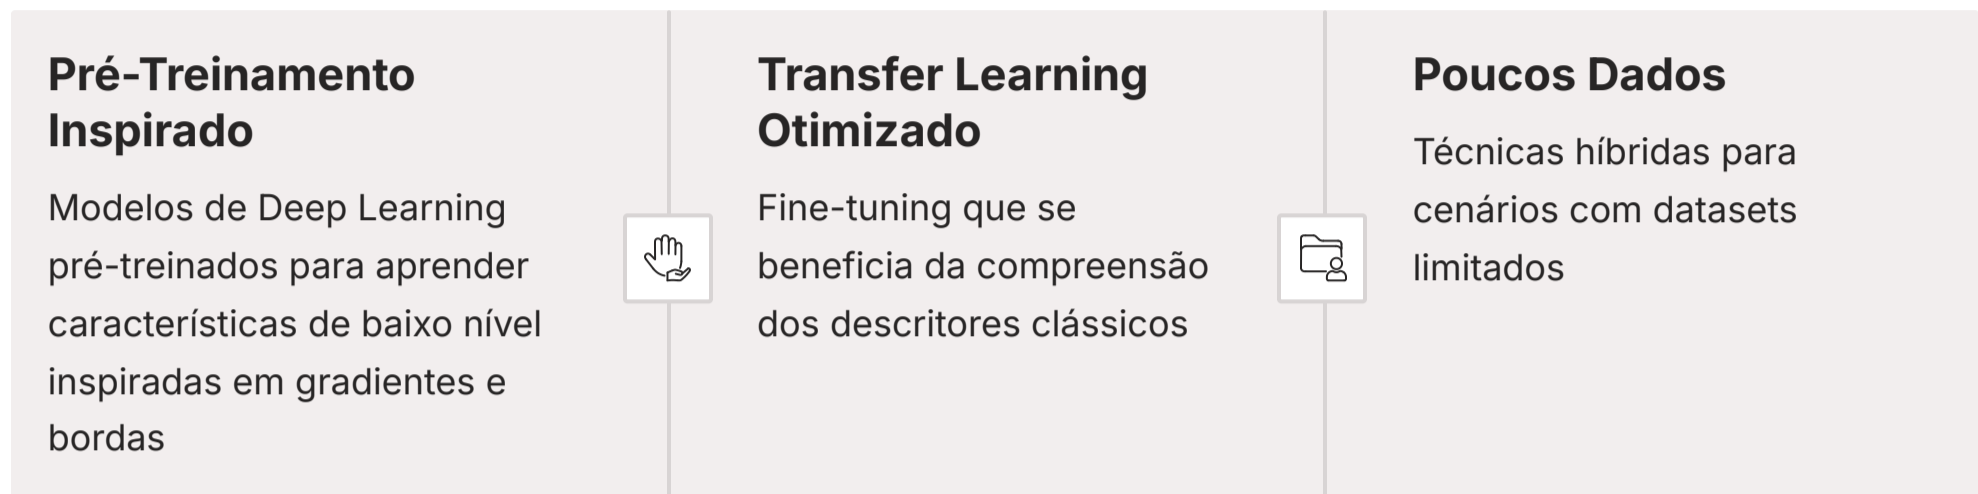 Pré-Treinamento
Inspirado
Modelos de Deep Learning
pré-treinados para aprender
características de baixo nível
inspiradas em gradientes e
bordas
Transfer Learning
Otimizado
Fine-tuning que se
beneficia da compreensão
dos descritores clássicos
Poucos Dados
Técnicas híbridas para
cenários com datasets
limitados